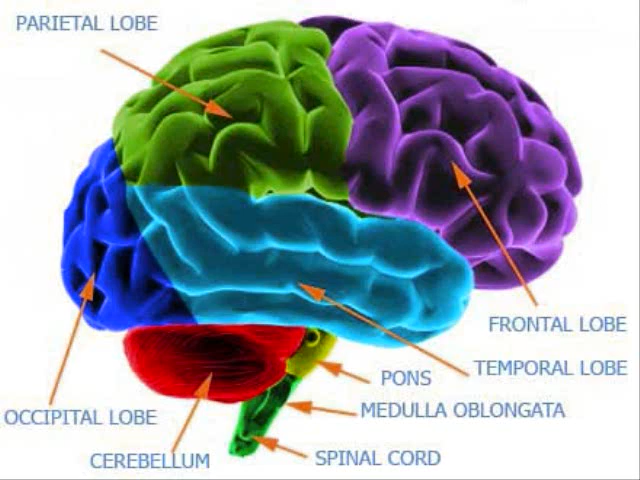 PARIETAL LOBE
FRONTAL LOBE
TEMPORAL LOBE
PONS
MEDULLA OBLONGATA
OCCIPITAL LOBE
CEREBELLUM
SPINAL CORD